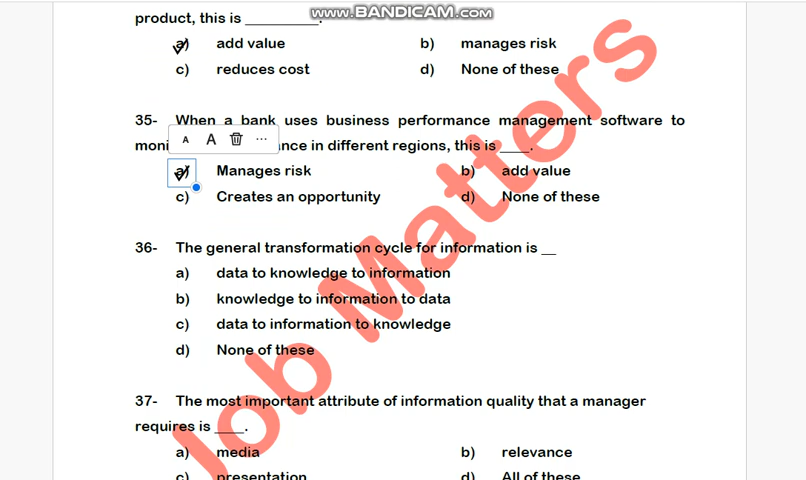 www.BANDICAM.com
product, this is ___________.
a) add value b) manages risk
c) reduces cost d) None of these
35- When a bank uses business performance management software to
moni ance in different regions, this is ____.
A A ...
a) Manages risk b) add value
c) Creates an opportunity d) None of these
36- The general transformation cycle for information is __
a) data to knowledge to information
b) knowledge to information to data
c) data to information to knowledge
d) None of these
37- The most important attribute of information quality that a manager
requires is ____.
a) media b) relevance
c) presentation d) All of these
Job Matters